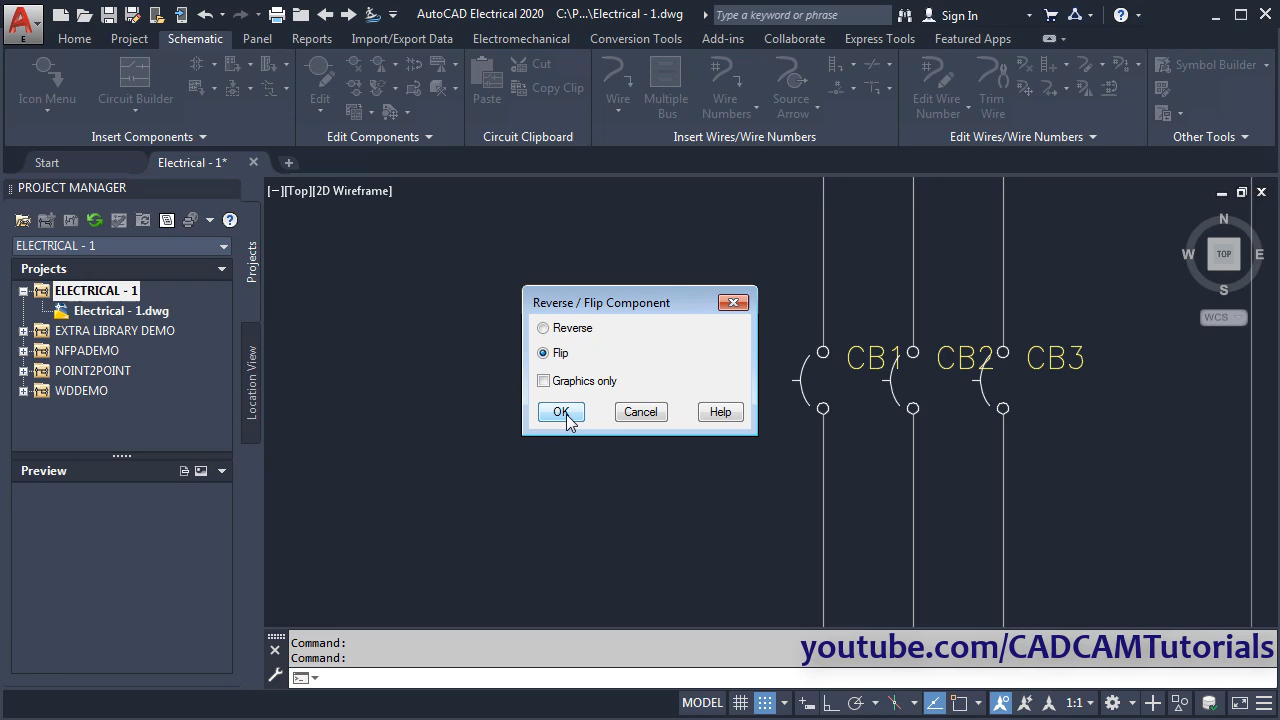 A
E
AutoCAD Electrical 2020
C:\P...\Electrical - 1.dwg
Type a keyword or phrase
Sign In
Home
Project
Schematic
Panel
Reports
Import/Export Data
Electromechanical
Conversion Tools
Add-ins
Collaborate
Express Tools
Featured Apps
Icon Menu
Circuit Builder
Edit
Paste
Cut
Copy Clip
Wire
Multiple
Bus
Wire
Numbers
Source
Arrow
Edit Wire
Number
Trim
Wire
Symbol Builder
Insert Components
Edit Components
Circuit Clipboard
Insert Wires/Wire Numbers
Edit Wires/Wire Numbers
Other Tools
Start
Electrical - 1*
PROJECT MANAGER
ELECTRICAL - 1
Projects
ELECTRICAL - 1
Electrical - 1.dwg
EXTRA LIBRARY DEMO
NFPADEMO
POINT2POINT
WDDEMO
Preview
Projects
Location View
[−][Top][2D Wireframe]
N
W
TOP
E
S
WCS
Reverse / Flip Component
Reverse
Flip
Graphics only
OK
Cancel
Help
CB1
CB2
CB3
Command:
Command:
youtube.com/CADCAMTutorials
MODEL
1:1